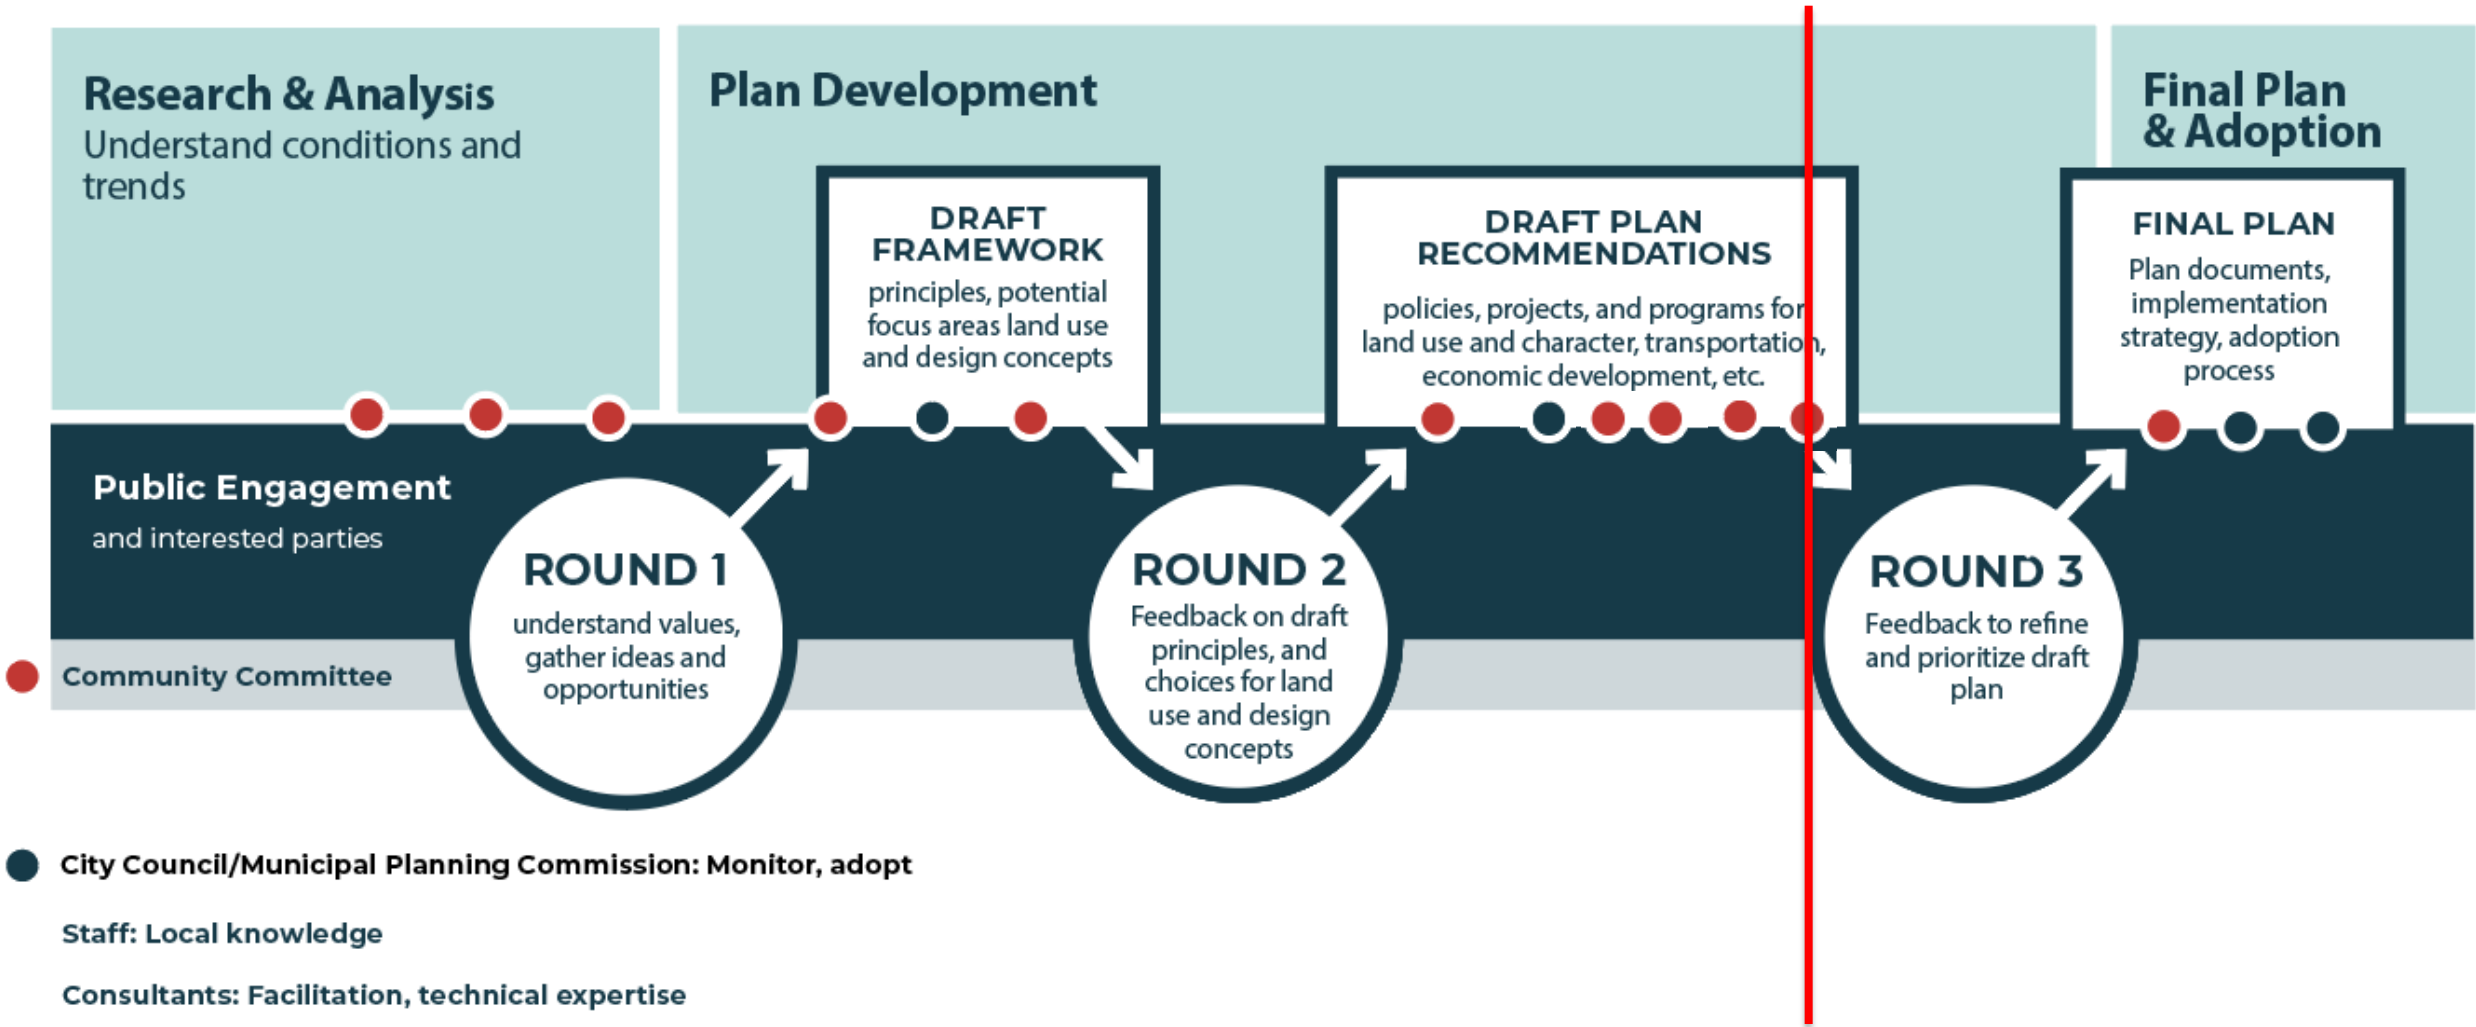 Research & Analysis
Understand conditions and
trends
Plan Development
Final Plan
& Adoption
DRAFT
FRAMEWORK
principles, potential
focus areas land use
and design concepts
DRAFT PLAN
RECOMMENDATIONS
policies, projects, and programs for
land use and character, transportation,
economic development, etc.
FINAL PLAN
Plan documents,
implementation
strategy, adoption
process
Public Engagement
and interested parties
ROUND 1
understand values,
gather ideas and
opportunities
ROUND 2
Feedback on draft
principles, and
choices for land
use and design
concepts
ROUND 3
Feedback to refine
and prioritize draft
plan
Community Committee
City Council/Municipal Planning Commission: Monitor, adopt
Staff: Local knowledge
Consultants: Facilitation, technical expertise